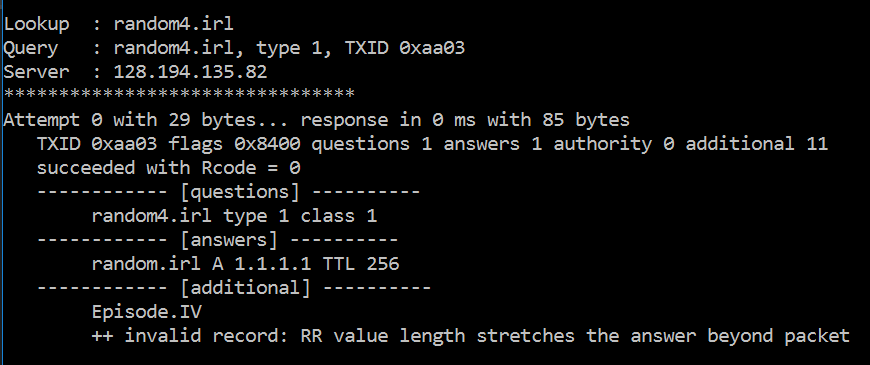 Lookup  : random4.irl
Query   : random4.irl, type 1, TXID 0xaa03
Server  : 128.194.135.82
********************************
Attempt 0 with 29 bytes... response in 0 ms with 85 bytes
   TXID 0xaa03 flags 0x8400 questions 1 answers 1 authority 0 additional 11
   succeeded with Rcode = 0
   ------------ [questions] ----------
        random4.irl type 1 class 1
   ------------ [answers] ----------
        random.irl A 1.1.1.1 TTL 256
   ------------ [additional] ----------
        Episode.IV
        ++ invalid record: RR value length stretches the answer beyond packet